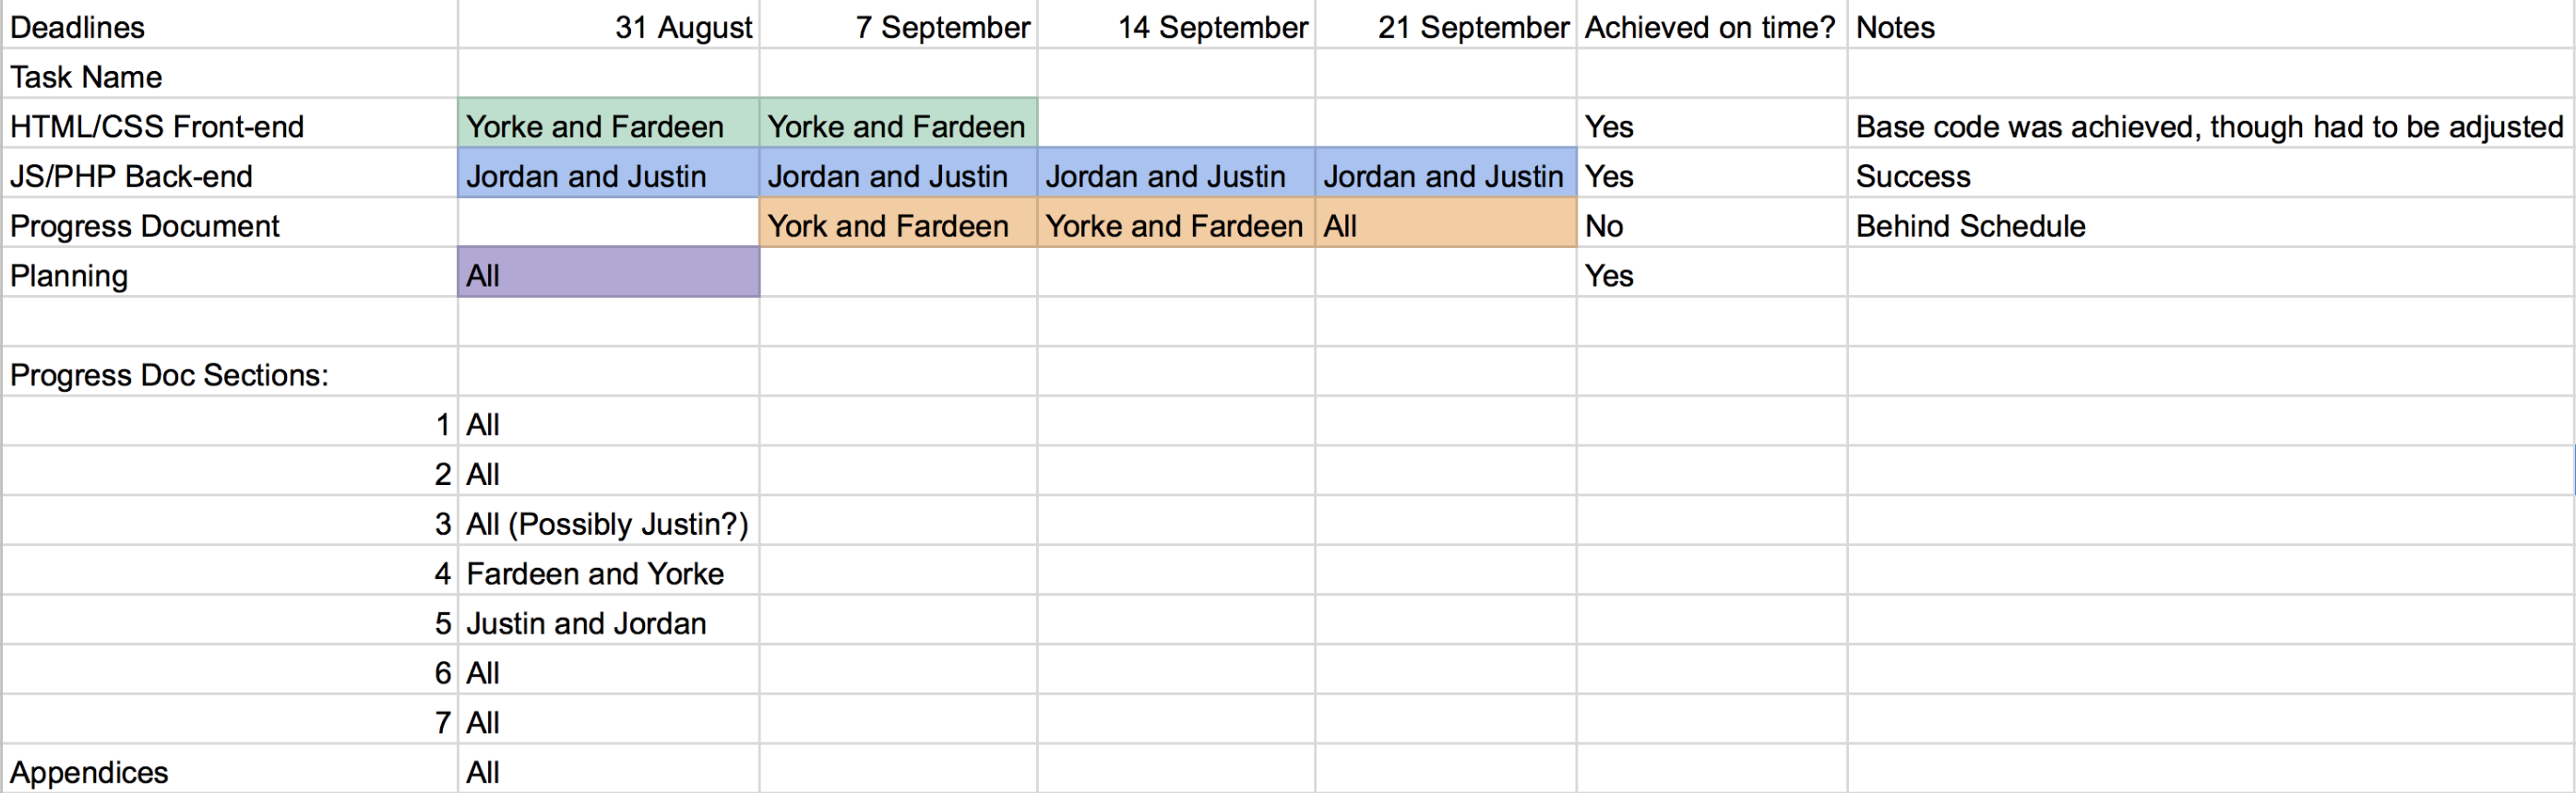 Deadlines 31 August 7 September 14 September 21 September Achieved on time? Notes
Task Name
HTML/CSS Front-end Yorke and Fardeen Yorke and Fardeen Yes Base code was achieved, though had to be adjusted
JS/PHP Back-end Jordan and Justin Jordan and Justin Jordan and Justin Jordan and Justin Yes Success
Progress Document York and Fardeen Yorke and Fardeen All No Behind Schedule
Planning All Yes
Progress Doc Sections:
1 All
2 All
3 All (Possibly Justin?)
4 Fardeen and Yorke
5 Justin and Jordan
6 All
7 All
Appendices All